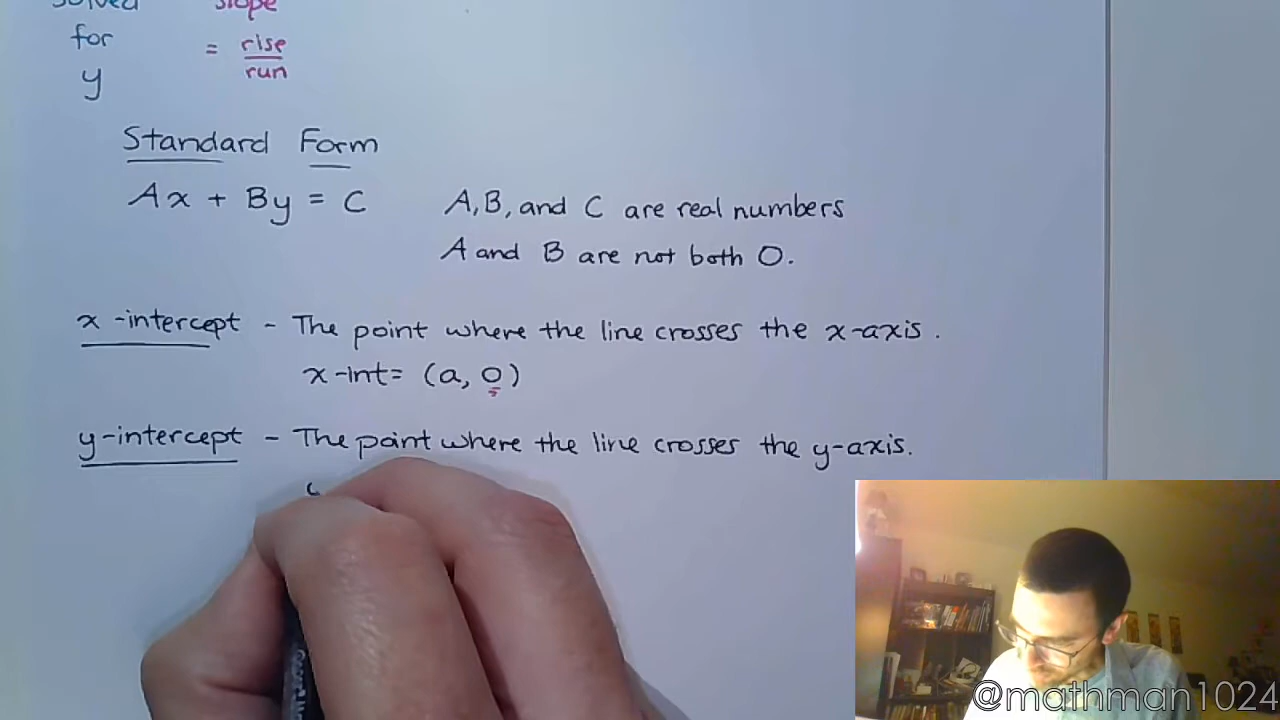 solved slope
for = rise
run
y
Standard Form
Ax + By = C A, B, and C are real numbers
A and B are not both 0.
x-intercept - The point where the line crosses the x-axis.
x-int = (a, 0)
y-intercept - The point where the line crosses the y-axis.
@mathman1024